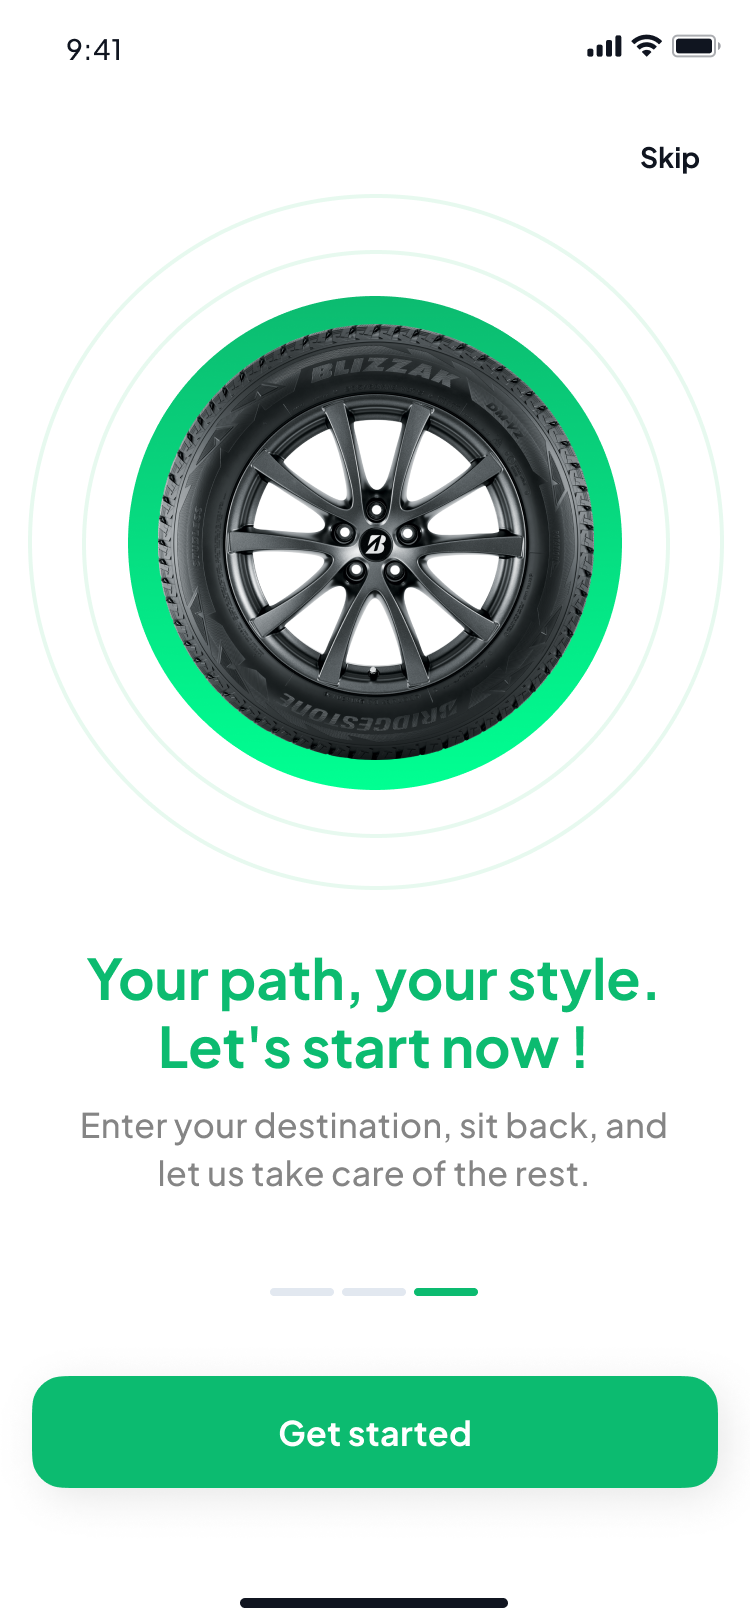 9:41
Skip
BLIZZAK
DM-V2
BRIDGESTONE
Your path, your style.
Let's start now !
Enter your destination, sit back, and
let us take care of the rest.
Get started